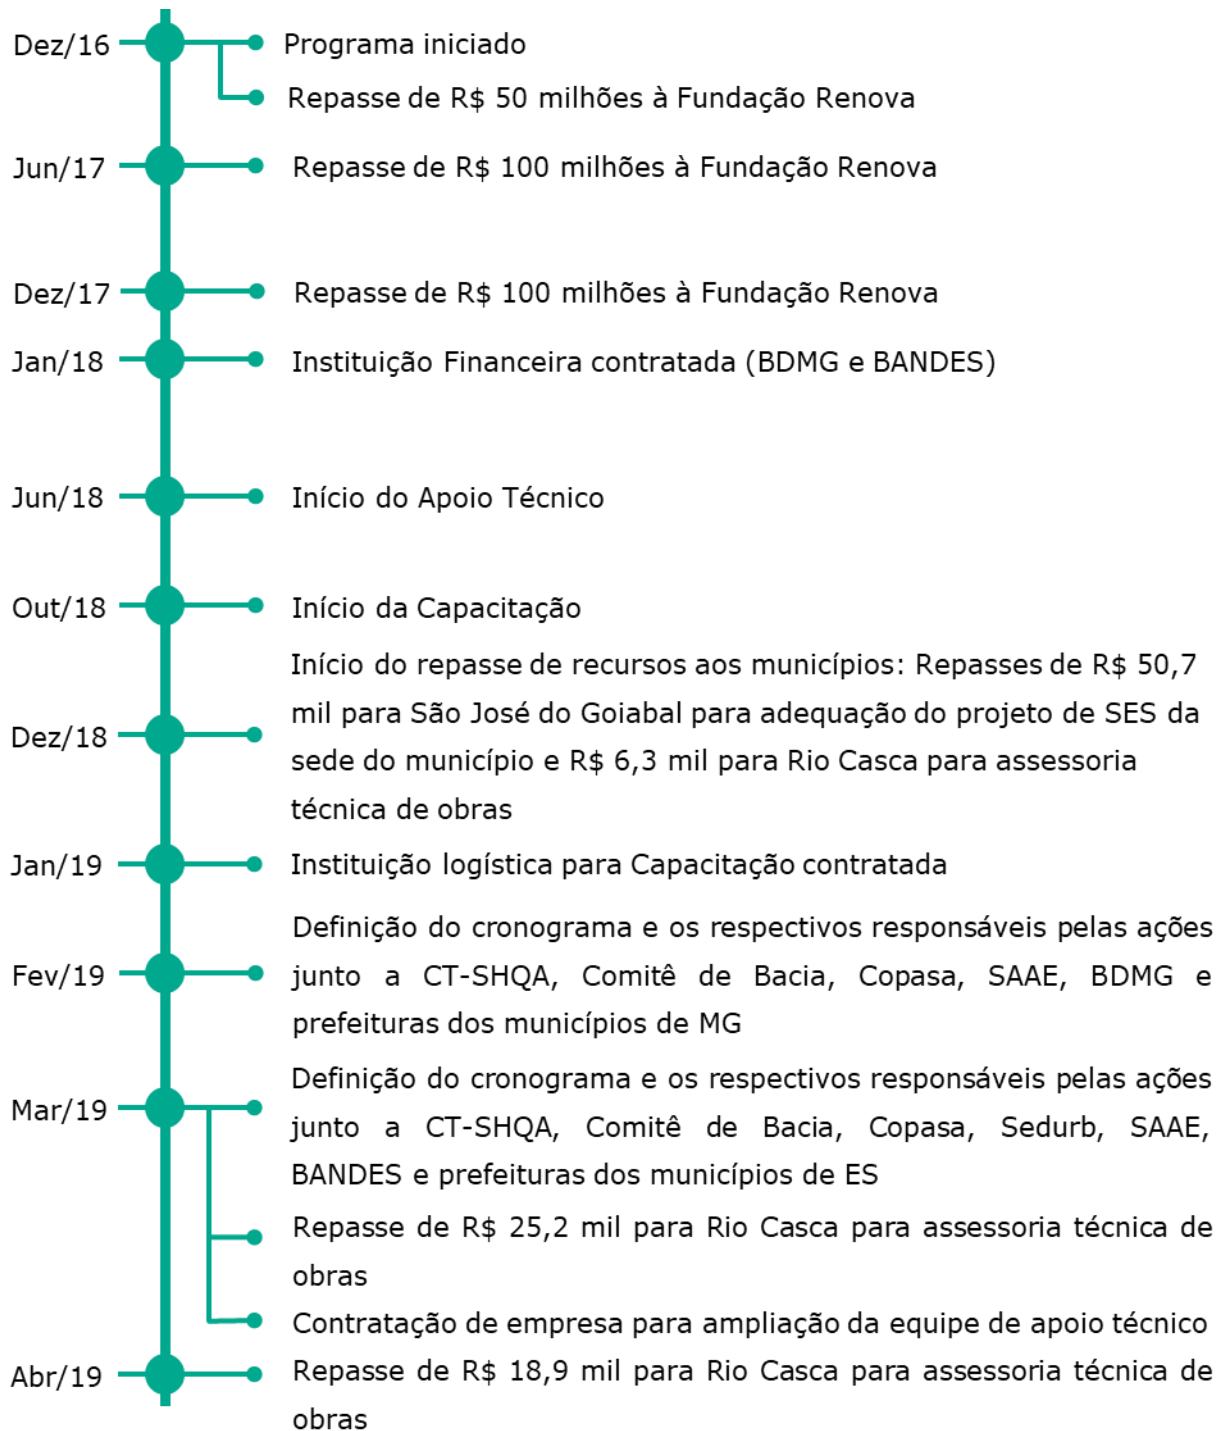 Dez/16 Programa iniciado
Repasse de R$ 50 milhões à Fundação Renova
Jun/17 Repasse de R$ 100 milhões à Fundação Renova
Dez/17 Repasse de R$ 100 milhões à Fundação Renova
Jan/18 Instituição Financeira contratada (BDMG e BANDES)
Jun/18 Início do Apoio Técnico
Out/18 Início da Capacitação
Início do repasse de recursos aos municípios: Repasses de R$ 50,7
mil para São José do Goiabal para adequação do projeto de SES da
Dez/18
sede do município e R$ 6,3 mil para Rio Casca para assessoria
técnica de obras
Jan/19 Instituição logística para Capacitação contratada
Definição do cronograma e os respectivos responsáveis pelas ações
Fev/19 junto a CT-SHQA, Comitê de Bacia, Copasa, SAAE, BDMG e
prefeituras dos municípios de MG
Definição do cronograma e os respectivos responsáveis pelas ações
Mar/19 junto a CT-SHQA, Comitê de Bacia, Copasa, Sedurb, SAAE,
BANDES e prefeituras dos municípios de ES
Repasse de R$ 25,2 mil para Rio Casca para assessoria técnica de
obras
Contratação de empresa para ampliação da equipe de apoio técnico
Abr/19 Repasse de R$ 18,9 mil para Rio Casca para assessoria técnica de
obras